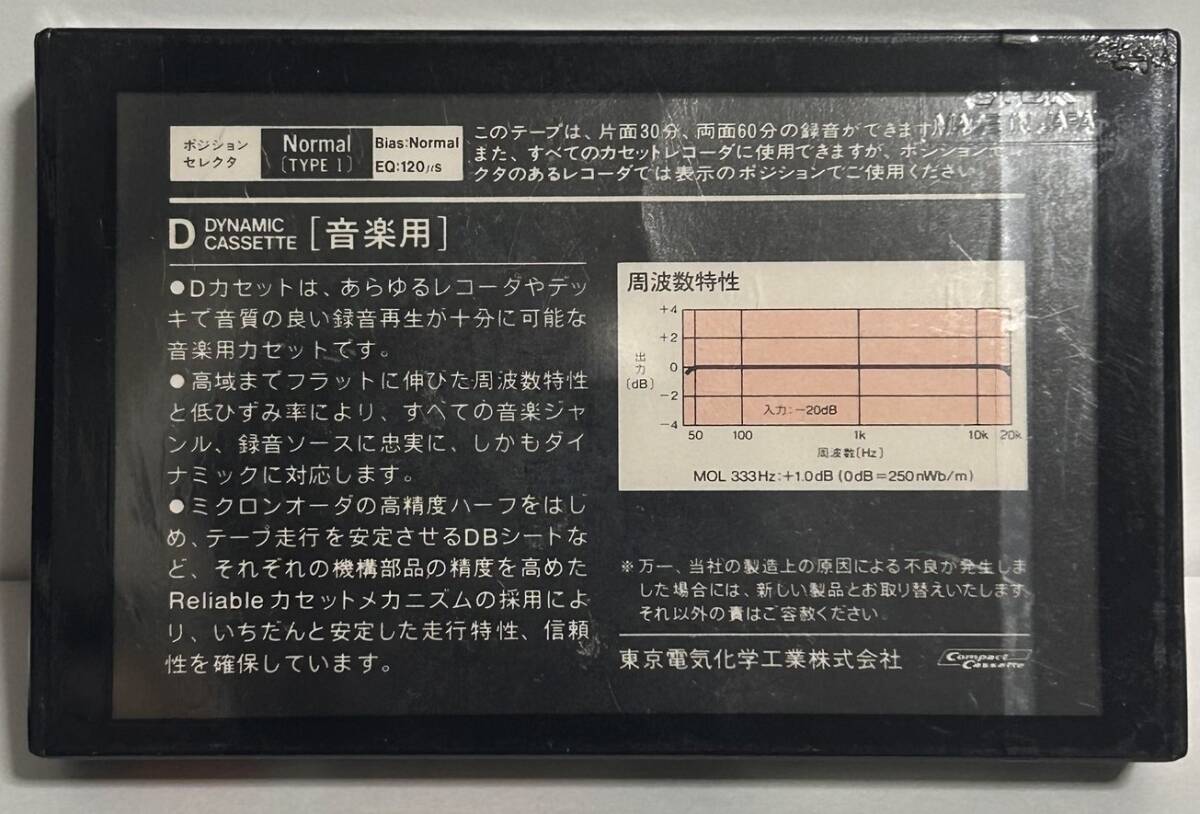 ポジション
セレクタ
Normal
(TYPE I)
Bias:Normal
EQ:120μs
このテープは、片面30分、両面60分の録音ができます。
また、すべてのカセットレコーダに使用できますが、ポジション
クタのあるレコーダでは表示のポジションでご使用ください
MADE IN JAPAN
D DYNAMIC
CASSETTE [音楽用]
●Dカセットは、あらゆるレコーダやデッ
キで音質の良い録音再生が十分に可能な
音楽用カセットです。
●高域までフラットに伸びた周波数特性
と低ひずみ率により、すべての音楽ジャ
ンル、録音ソースに忠実に、しかもダイ
ナミックに対応します。
●ミクロンオーダの高精度ハーフをはじ
め、テープ走行を安定させるDBシートな
ど、それぞれの機構部品の精度を高めた
Reliableカセットメカニズムの採用によ
り、いちだんと安定した走行特性、信頼
性を確保しています。
周波数特性
出力
(dB)
+4
+2
0
-2
-4
入力:-20dB
50 100 1k 10k 20k
周波数(Hz)
MOL 333Hz:+1.0dB (0dB=250nWb/m)
※万一、当社の製造上の原因による不良が発生しま
した場合には、新しい製品とお取り替えいたします
それ以外の責はご容赦ください。
東京電気化学工業株式会社
Compact
Cassette